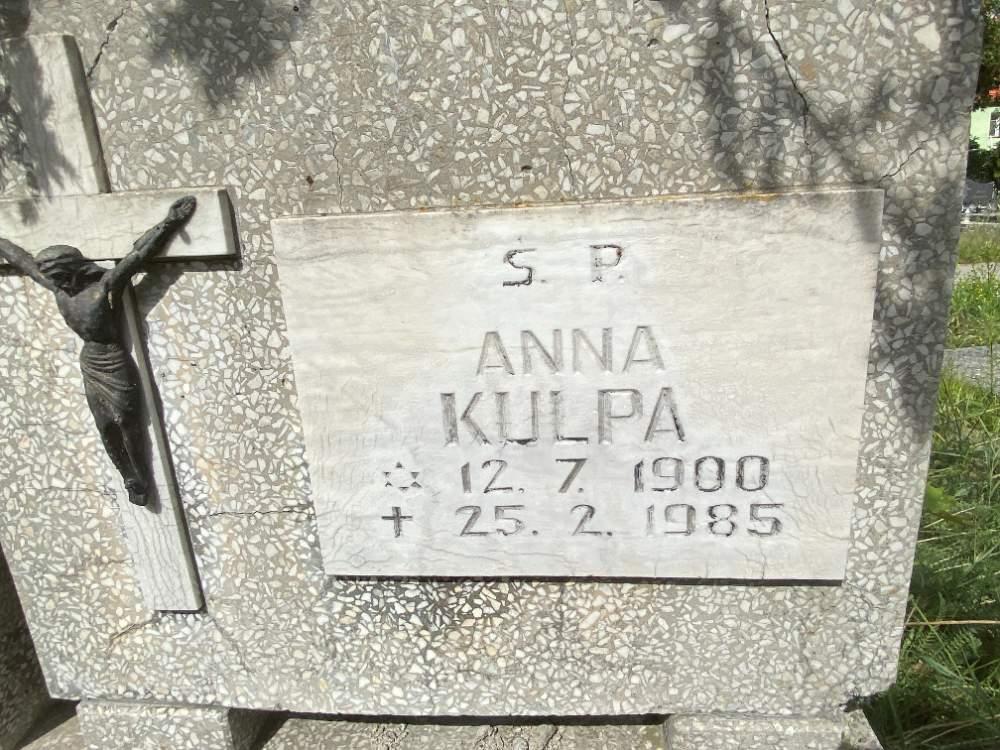 S. P.
ANNA
KULPA
✡ 12. 7. 1900
✝ 25. 2. 1985